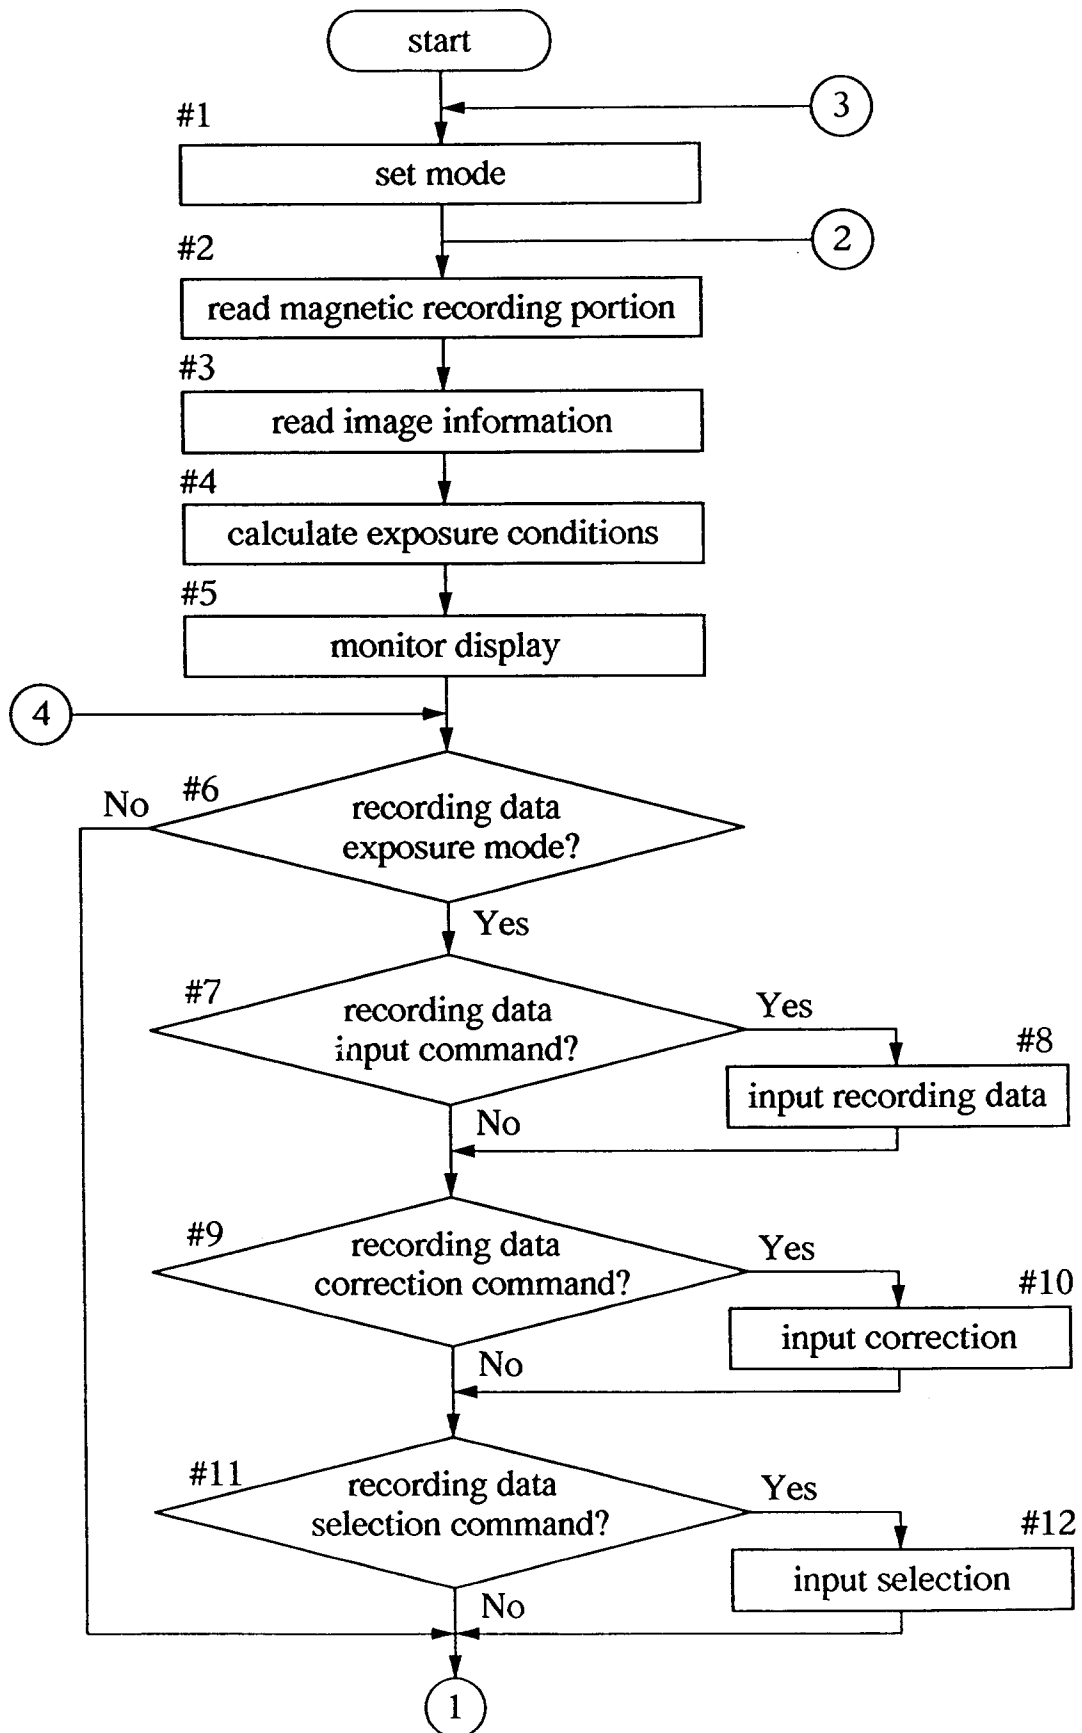 start
3
#1
set mode
2
#2
read magnetic recording portion
#3
read image information
#4
calculate exposure conditions
#5
monitor display
4
No
#6
recording data
exposure mode?
Yes
#7
recording data
input command?
Yes
#8
input recording data
No
#9
recording data
correction command?
Yes
#10
input correction
No
#11
recording data
selection command?
Yes
#12
input selection
No
1